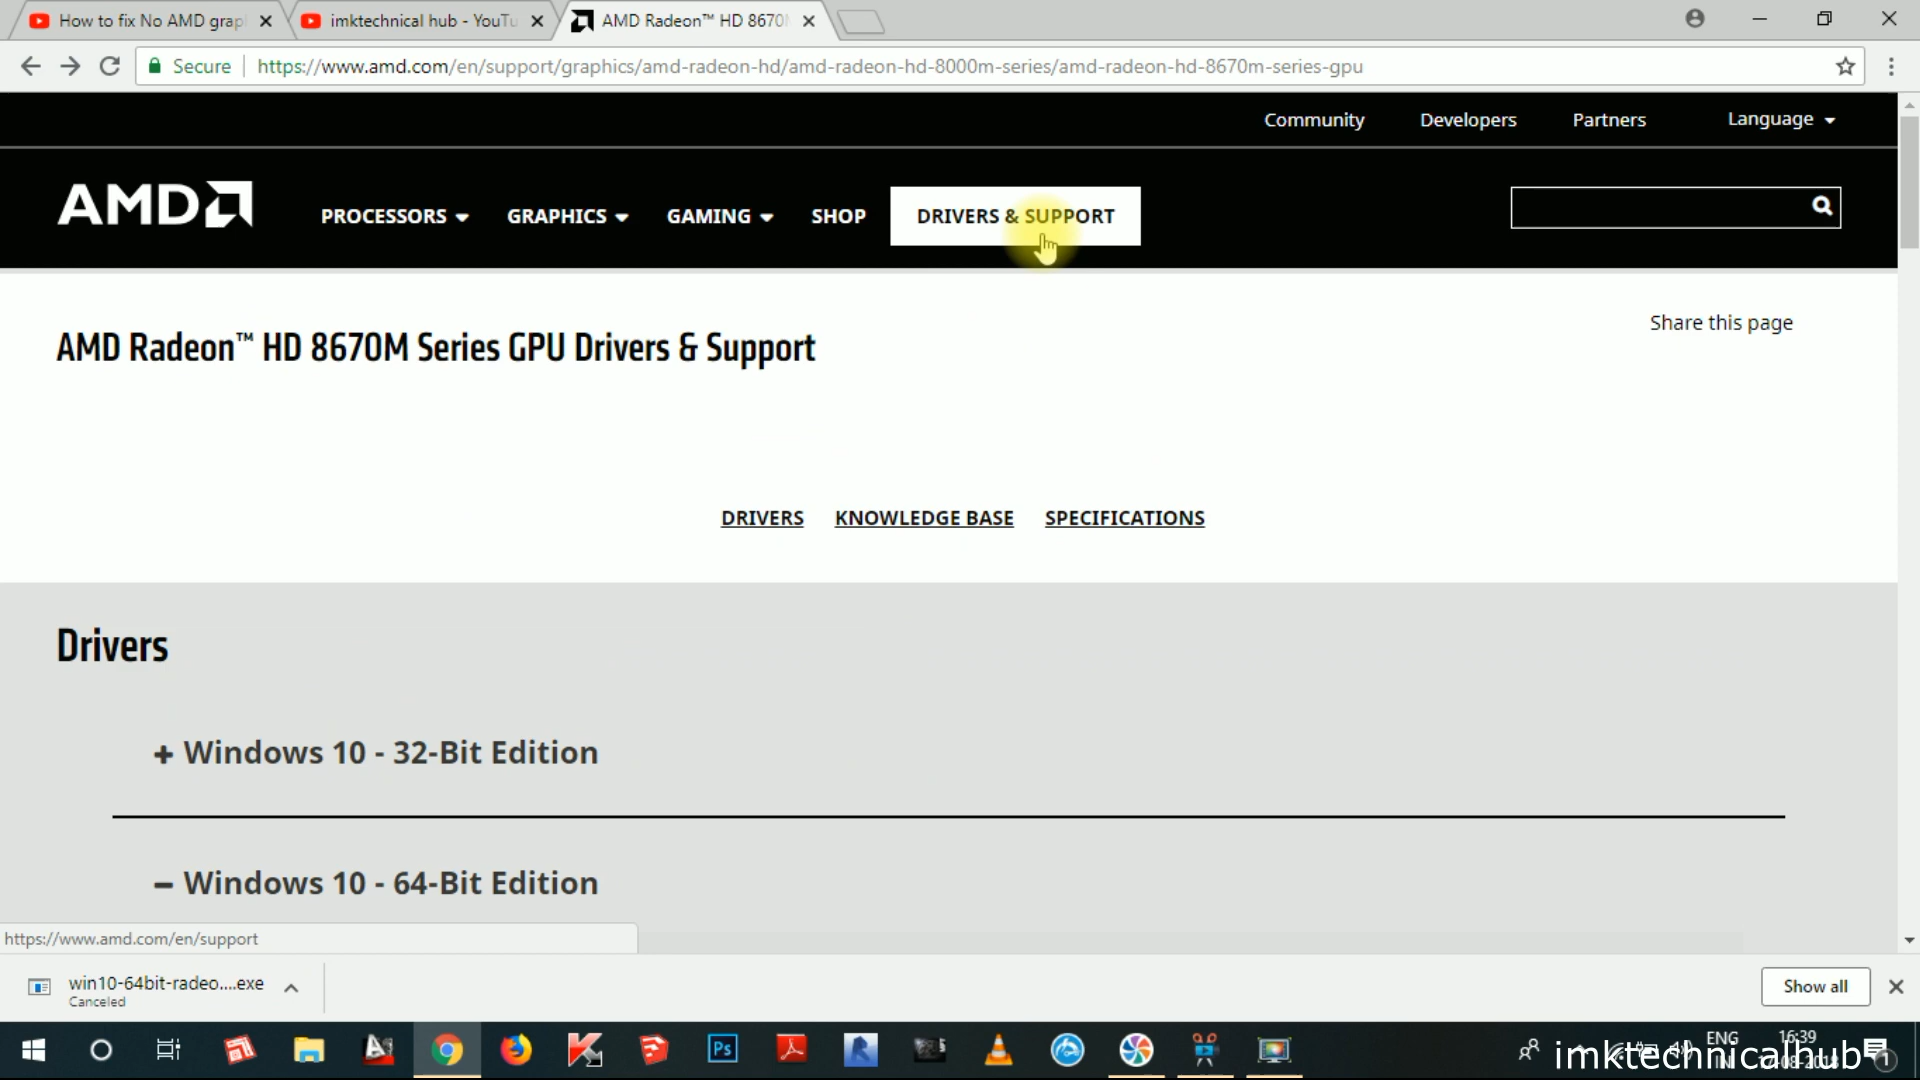 How to fix No AMD grap
imktechnical hub - YouTu
AMD Radeon™ HD 8670
Secure
https://www.amd.com/en/support/graphics/amd-radeon-hd/amd-radeon-hd-8000m-series/amd-radeon-hd-8670m-series-gpu
Community Developers Partners Language
AMD
PROCESSORS GRAPHICS GAMING SHOP DRIVERS & SUPPORT
Share this page
AMD Radeon™ HD 8670M Series GPU Drivers & Support
DRIVERS KNOWLEDGE BASE SPECIFICATIONS
Drivers
+ Windows 10 - 32-Bit Edition
− Windows 10 - 64-Bit Edition
https://www.amd.com/en/support
win10-64bit-radeo....exe
Canceled
Show all
Ps
R
ENG
16:39
IN
imktechnicalhub
1